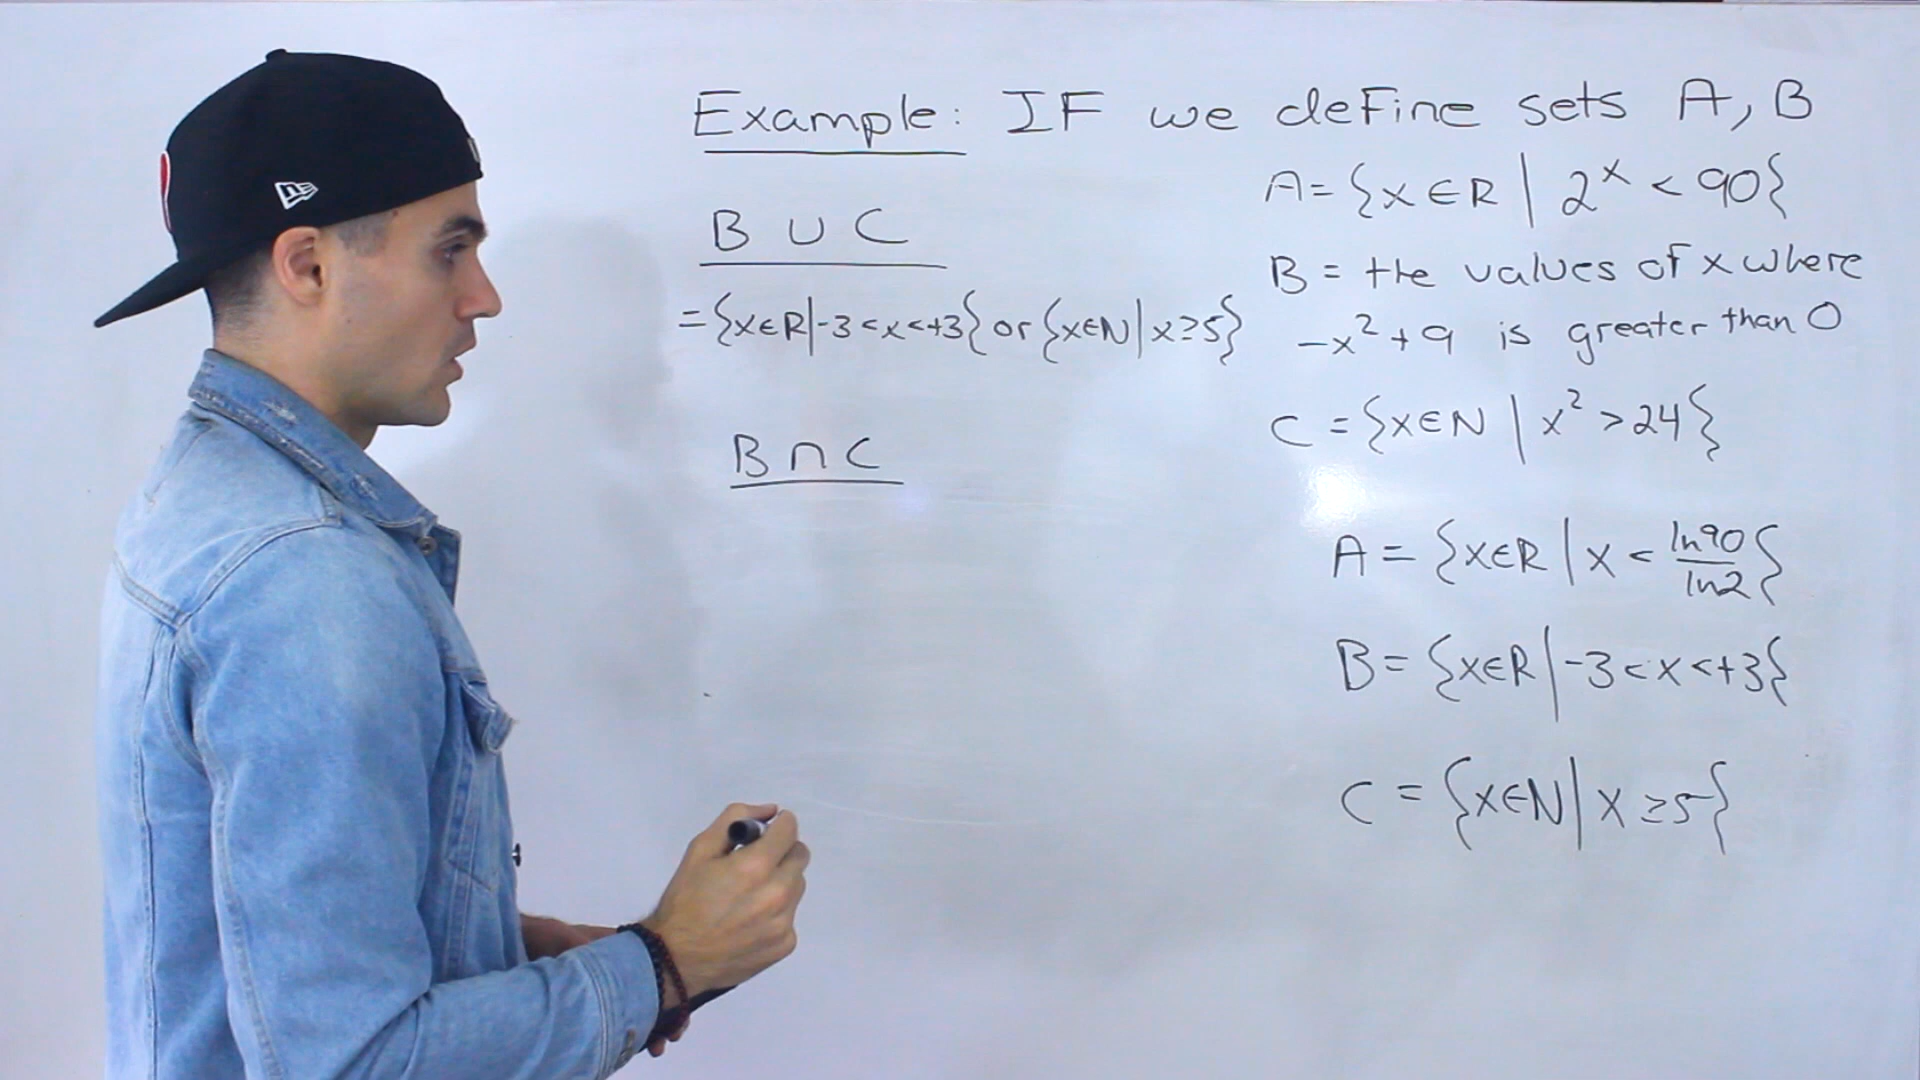 Example: IF we define sets A, B
A = {x ∈ R | 2^x < 90}
B ∪ C
B = the values of x where
-x² + 9 is greater than 0
= {x ∈ R | -3 < x < +3} or {x ∈ N | x ≥ 5}
C = {x ∈ N | x² > 24}
B ∩ C
A = {x ∈ R | x < ln90/ln2}
B = {x ∈ R | -3 < x < +3}
C = {x ∈ N | x ≥ 5}